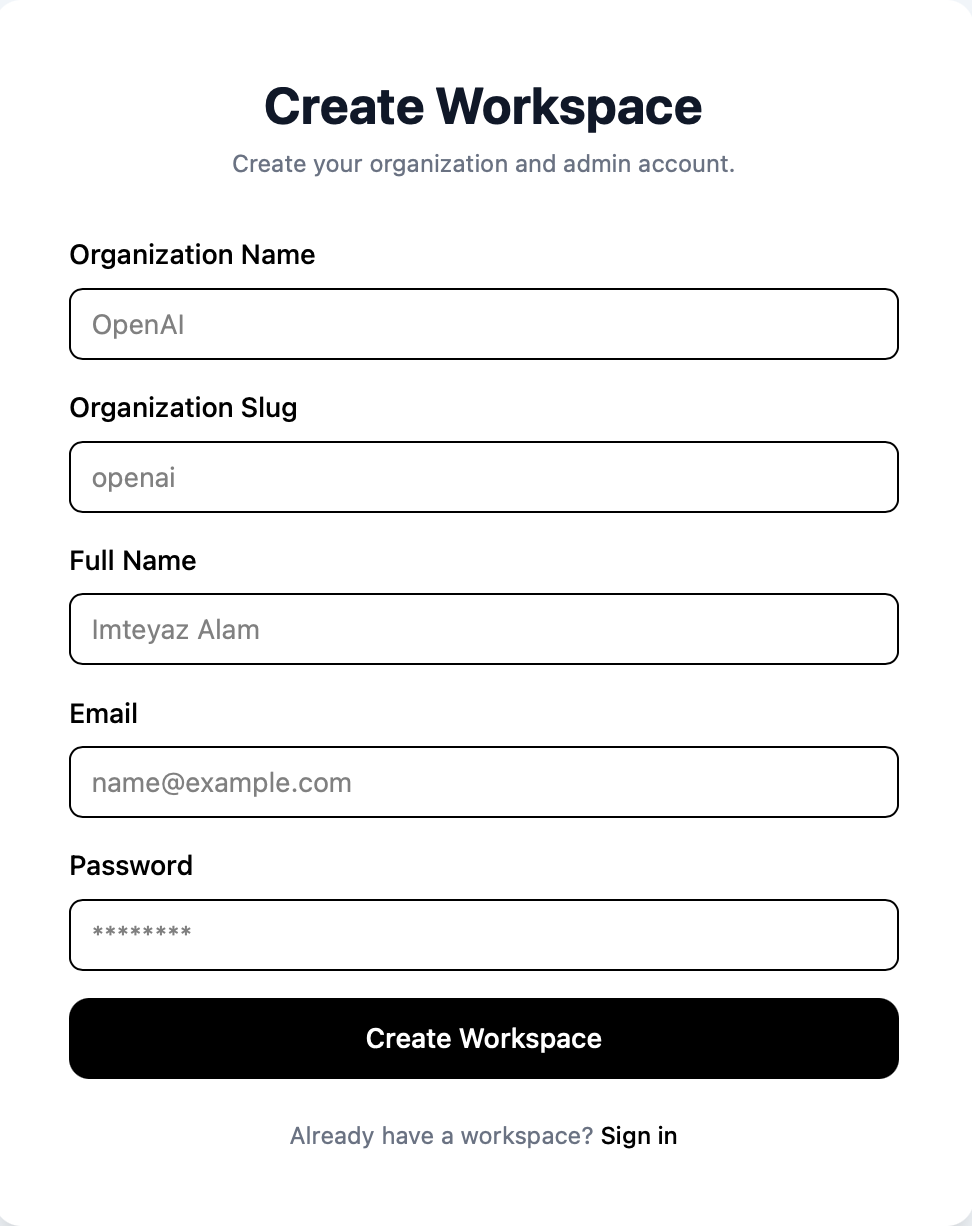 Create Workspace
Create your organization and admin account.
Organization Name
OpenAI
Organization Slug
openai
Full Name
Imteyaz Alam
Email
name@example.com
Password
********
Create Workspace
Already have a workspace? Sign in